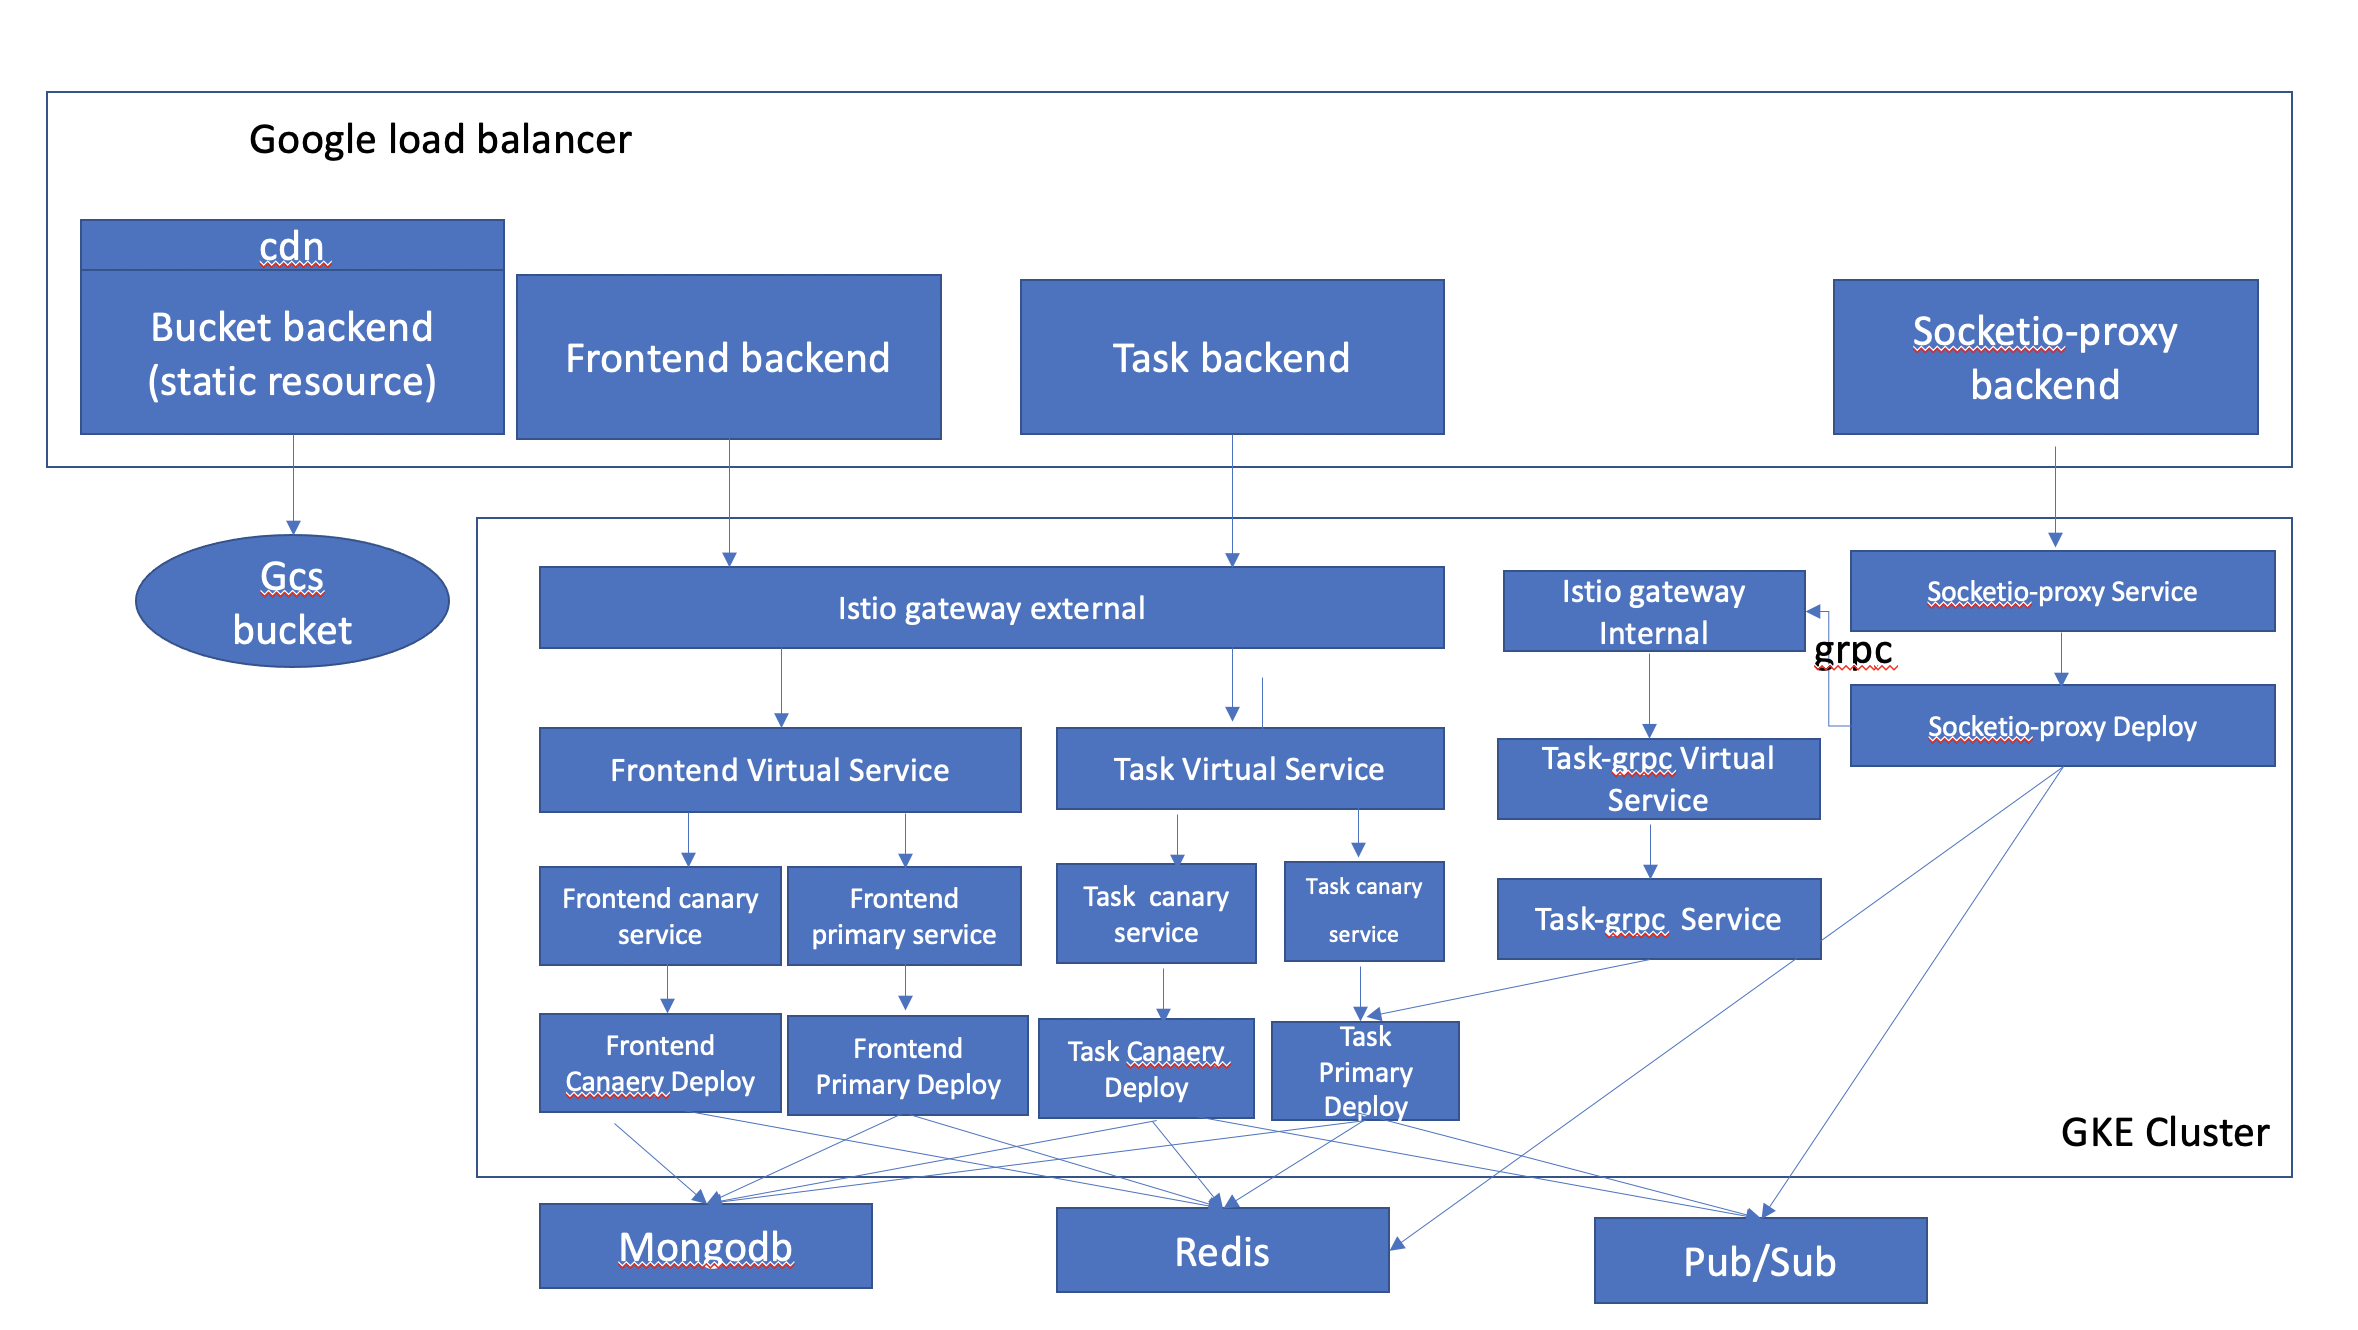 Google load balancer
cdn
Bucket backend
(static resource)
Frontend backend
Task backend
Socketio-proxy
backend
Gcs
bucket
Istio gateway external
Istio gateway
Internal
Socketio-proxy Service
grpc
Socketio-proxy Deploy
Frontend Virtual Service
Task Virtual Service
Task-grpc Virtual
Service
Frontend canary
service
Frontend
primary service
Task  canary
service
Task canary
service
Task-grpc  Service
Frontend
Canaery Deploy
Frontend
Primary Deploy
Task Canaery
Deploy
Task
Primary
Deploy
GKE Cluster
Mongodb
Redis
Pub/Sub